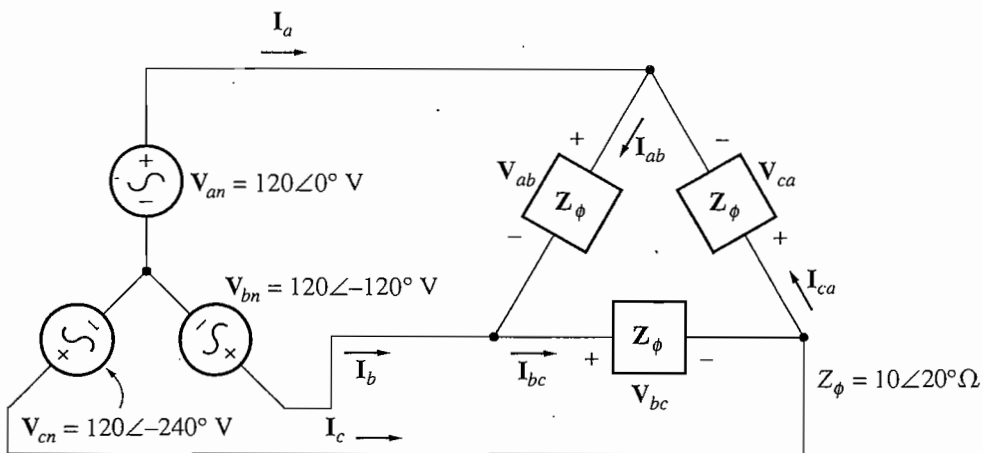 I_a
+
I_ab
−
V_an = 120∠0° V
+
−
V_ab
Z_ϕ
−
Z_ϕ
V_ca
+
V_bn = 120∠−120° V
I_ca
I_b
I_bc
+
Z_ϕ
−
V_bc
Z_ϕ = 10∠20°Ω
V_cn = 120∠−240° V
I_c